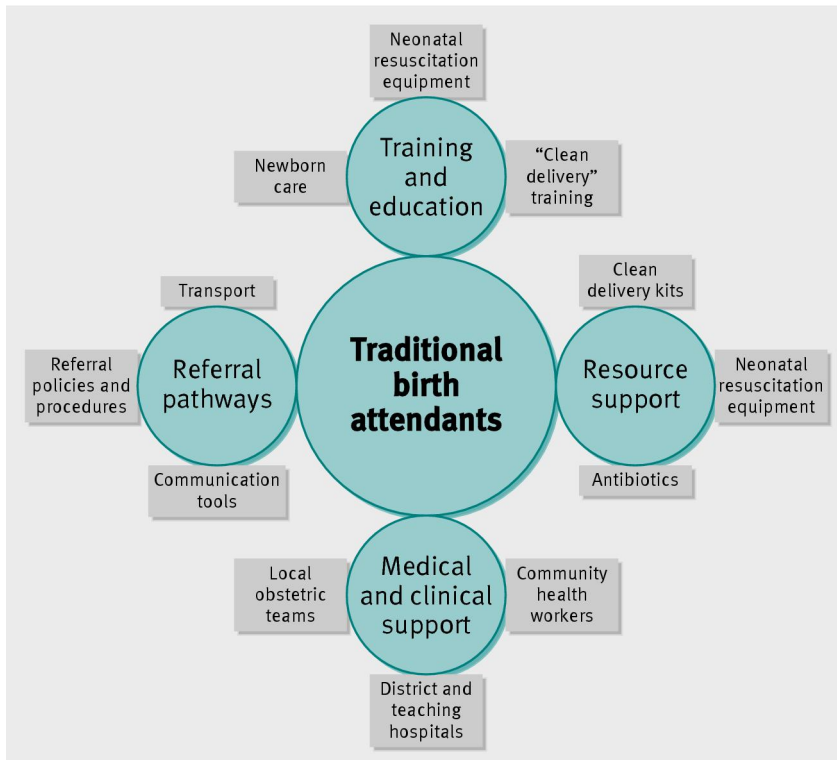 Neonatal
resuscitation
equipment
Training
and
education
Newborn
care
“Clean
delivery”
training
Transport
Referral
pathways
Referral
policies and
procedures
Communication
tools
Traditional
birth
attendants
Clean
delivery kits
Resource
support
Neonatal
resuscitation
equipment
Antibiotics
Medical
and clinical
support
Local
obstetric
teams
Community
health
workers
District and
teaching
hospitals